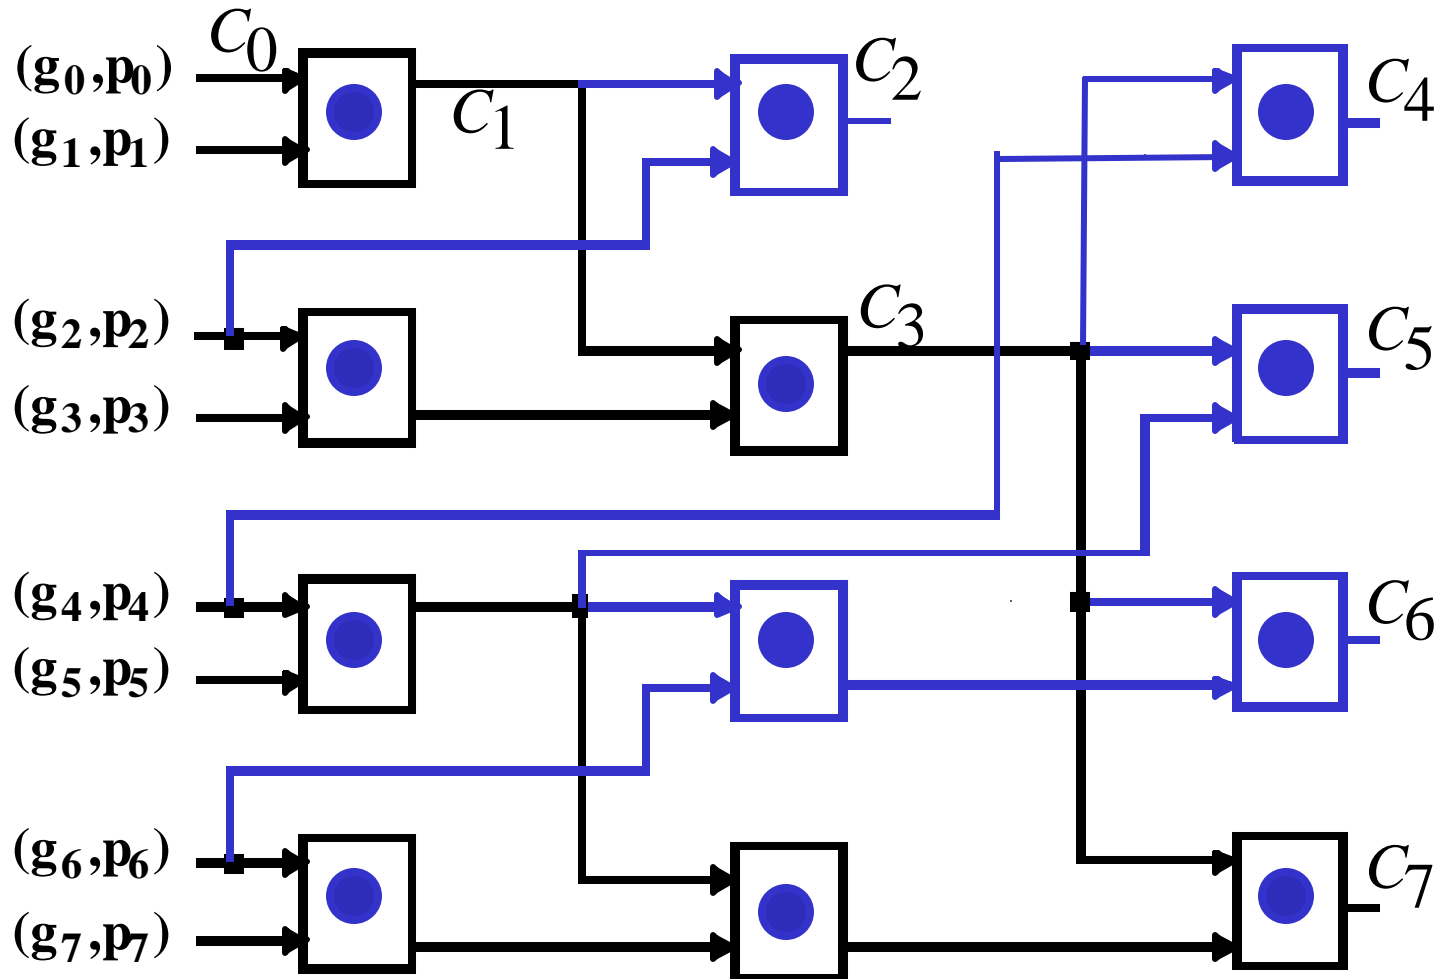 (g0,p0) C0
(g1,p1) C1
C2
C4
(g2,p2)
(g3,p3)
C3
C5
(g4,p4)
(g5,p5)
C6
(g6,p6)
(g7,p7)
C7